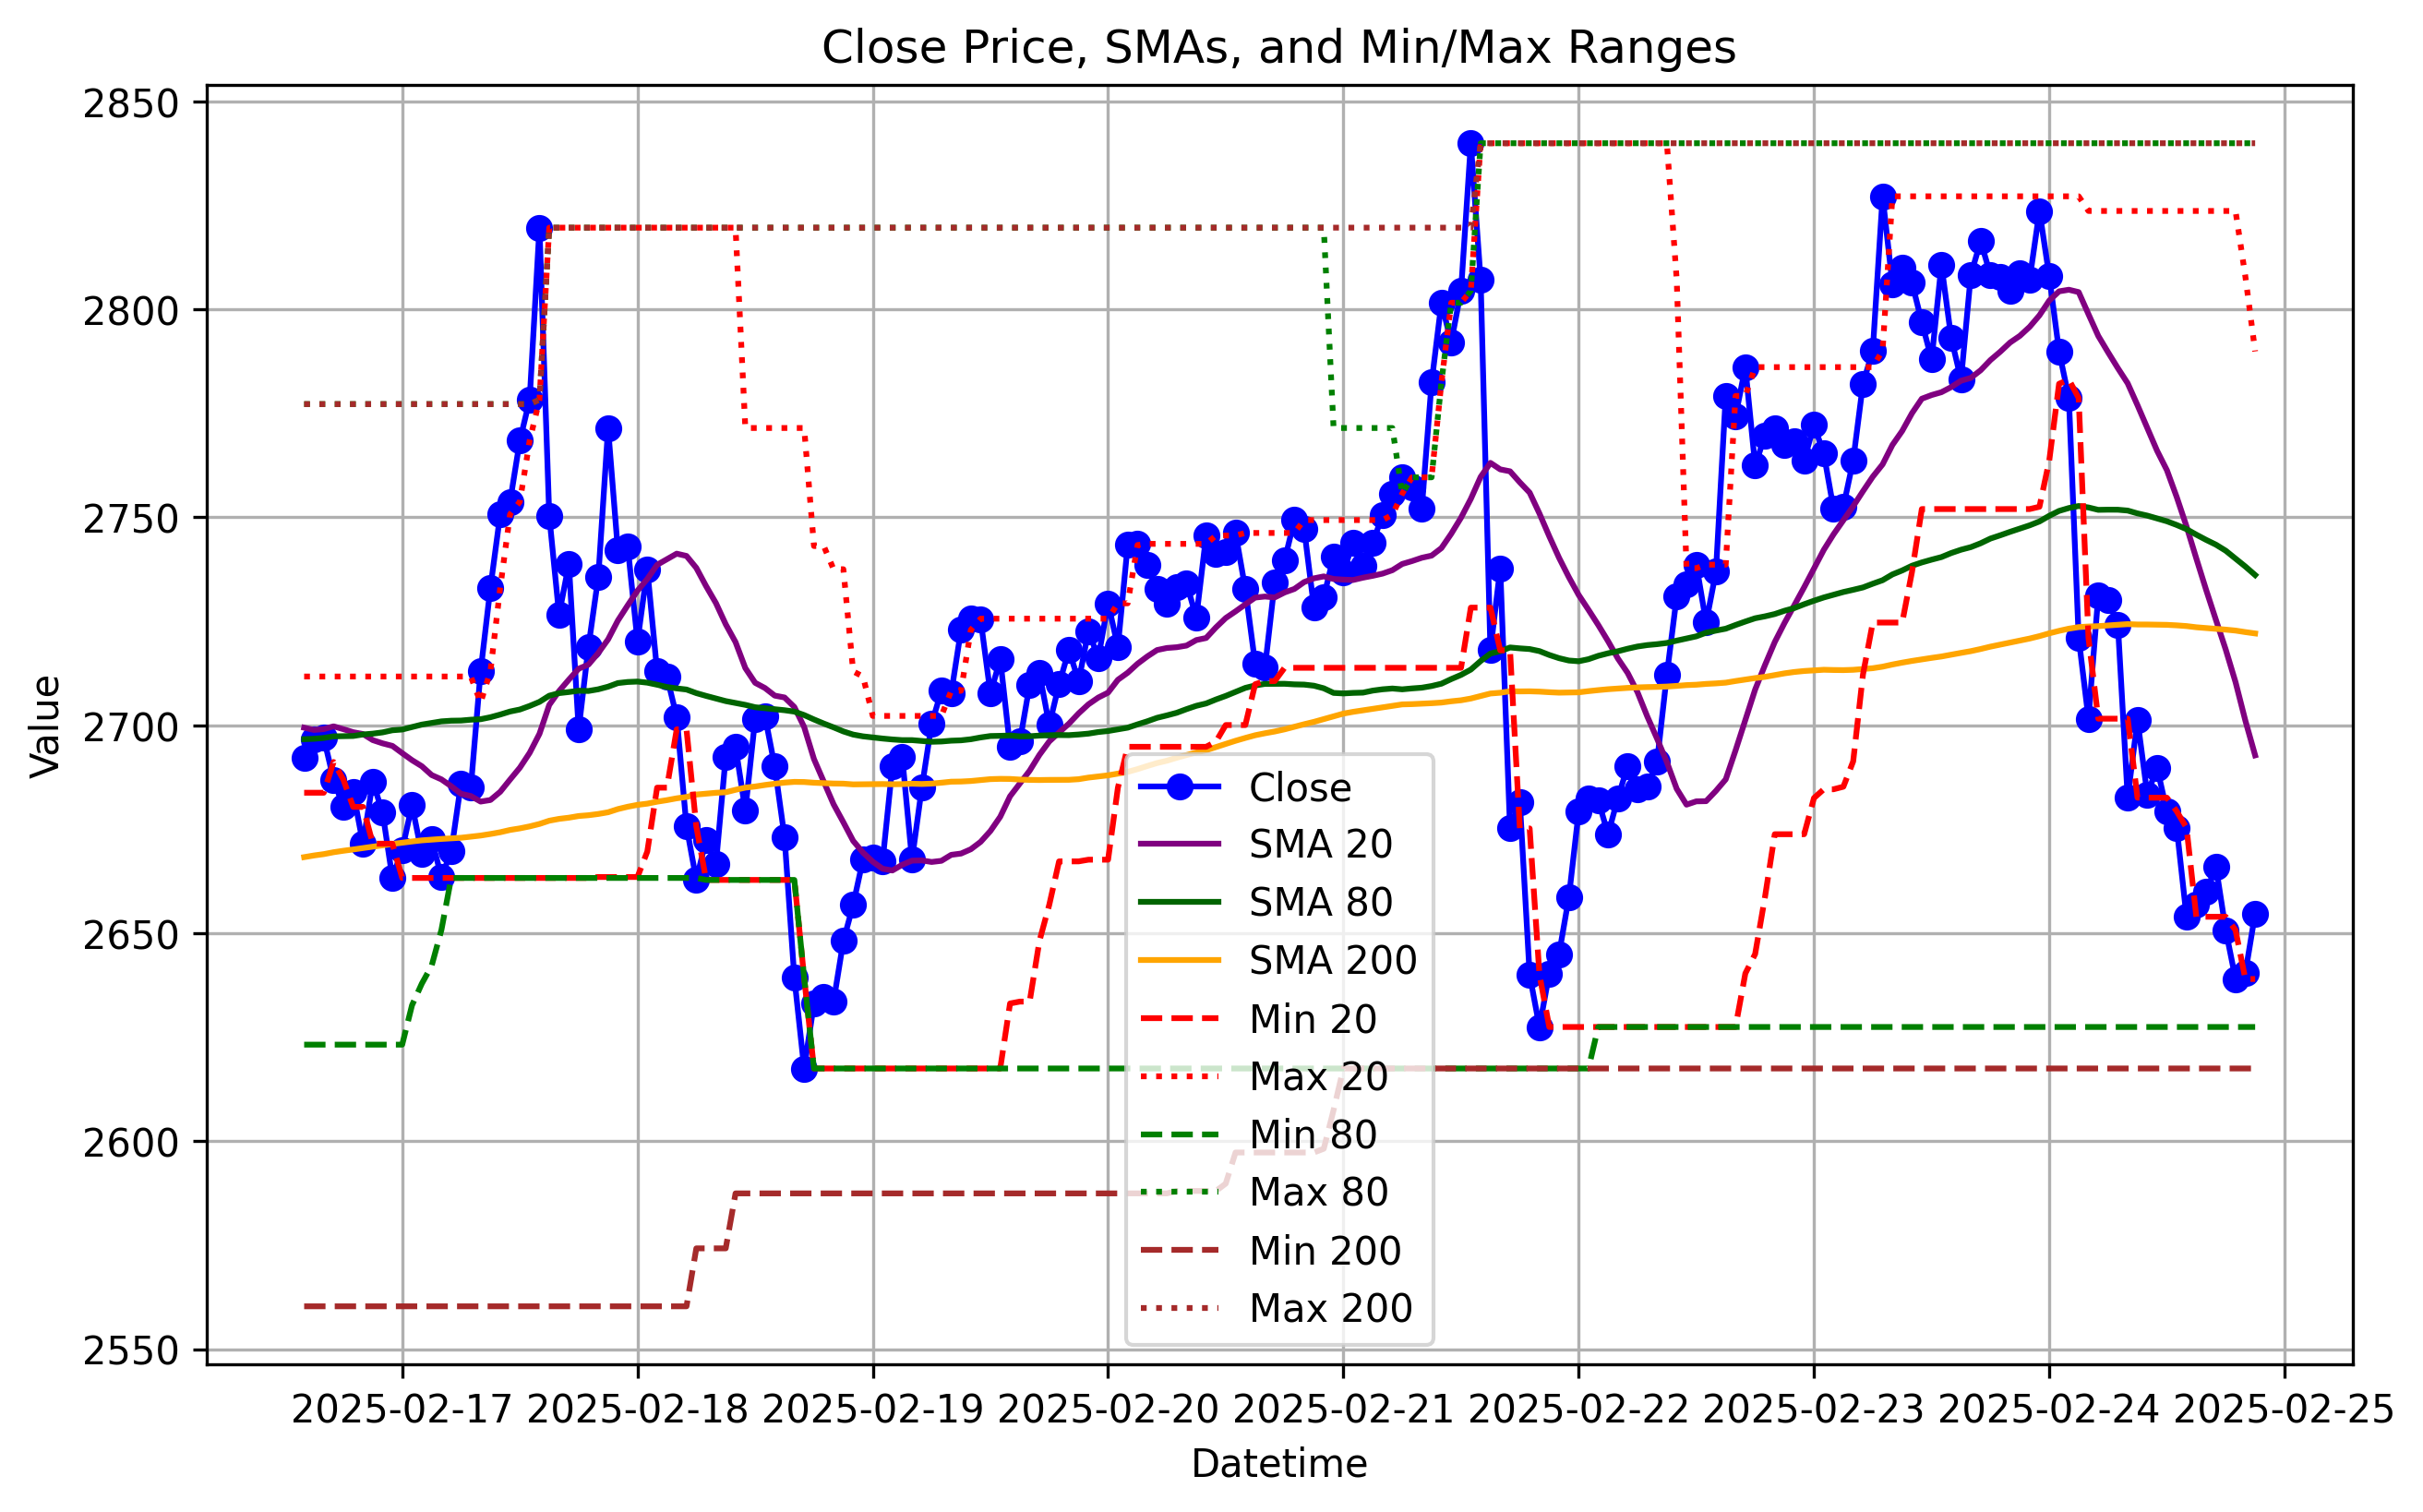 Close Price, SMAs, and Min/Max Ranges
Value
2850
2800
2750
2700
2650
2600
2550
Close
SMA 20
SMA 80
SMA 200
Min 20
Max 20
Min 80
Max 80
Min 200
Max 200
2025-02-17 2025-02-18 2025-02-19 2025-02-20 2025-02-21 2025-02-22 2025-02-23 2025-02-24 2025-02-25
Datetime